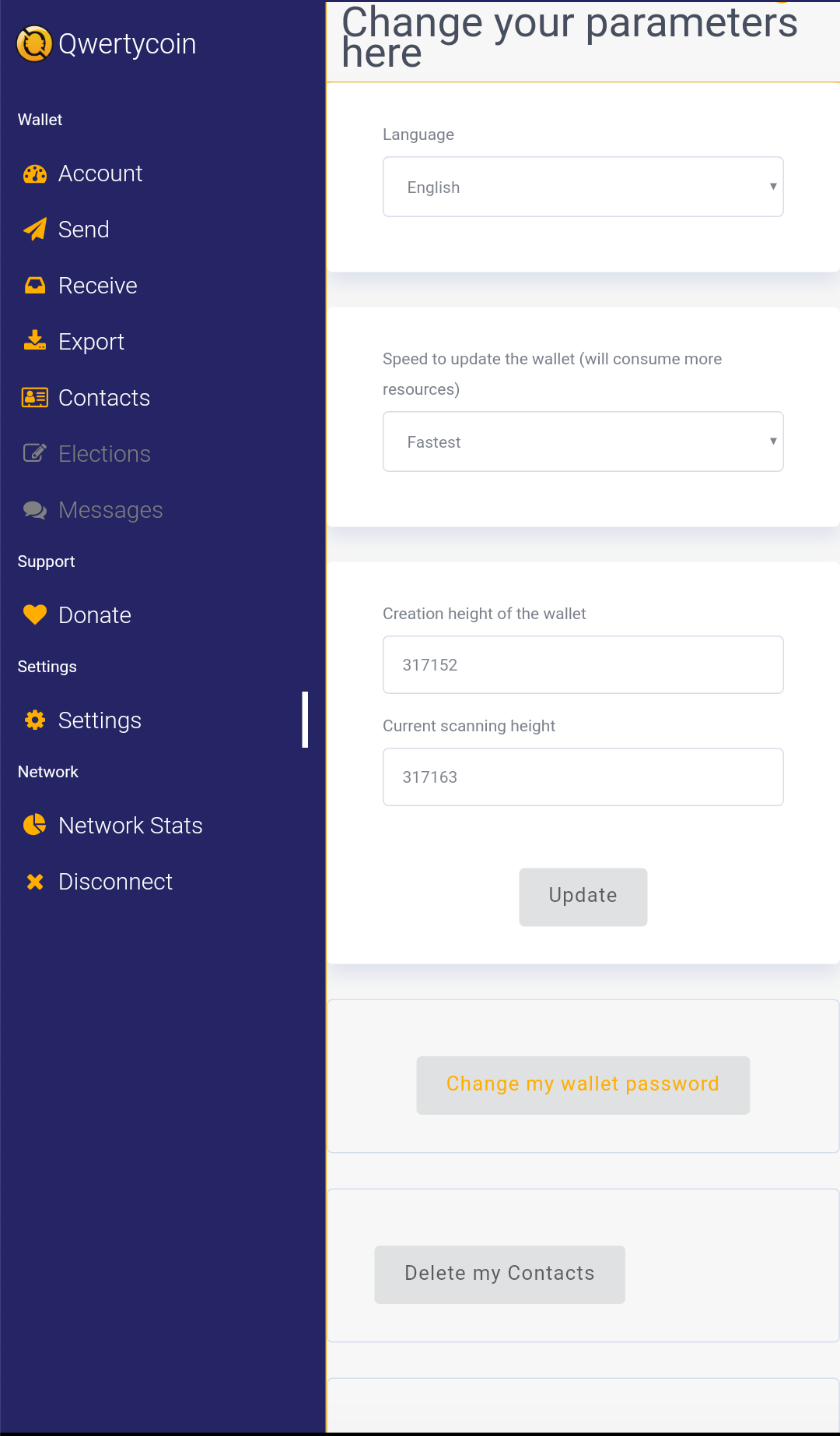 Qwertycoin
Wallet
Account
Send
Receive
Export
Contacts
Elections
Messages
Support
Donate
Settings
Settings
Network
Network Stats
Disconnect
Change your parameters
here
Language
English
Speed to update the wallet (will consume more
resources)
Fastest
Creation height of the wallet
317152
Current scanning height
317163
Update
Change my wallet password
Delete my Contacts